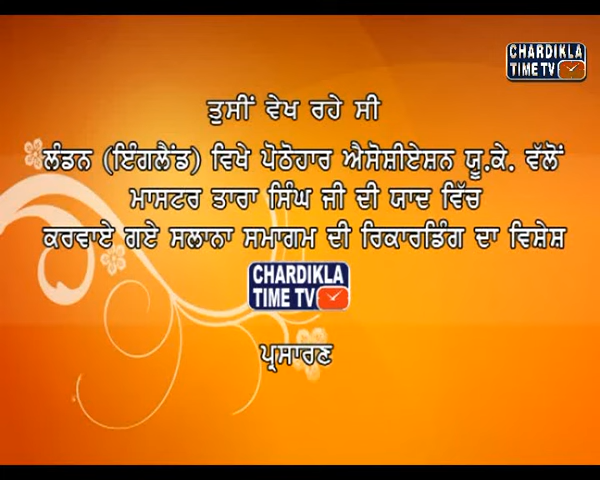 CHARDIKLA
TIME TV
ਤੁਸੀਂ ਵੇਖ ਰਹੇ ਸੀ
ਲੰਡਨ (ਇੰਗਲੈਂਡ) ਵਿਖੇ ਪੋਠੋਹਾਰ ਐਸੋਸ਼ੀਏਸ਼ਨ ਯੂ.ਕੇ. ਵੱਲੋਂ
ਮਾਸਟਰ ਤਾਰਾ ਸਿੰਘ ਜੀ ਦੀ ਯਾਦ ਵਿੱਚ
ਕਰਵਾਏ ਗਏ ਸਲਾਨਾ ਸਮਾਗਮ ਦੀ ਰਿਕਾਰਡਿੰਗ ਦਾ ਵਿਸ਼ੇਸ਼
CHARDIKLA
TIME TV
ਪ੍ਰਸਾਰਣ